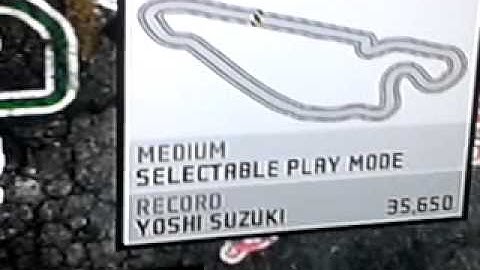 MEDIUM
SELECTABLE PLAY MODE
RECORD
YOSHI SUZUKI 35,650